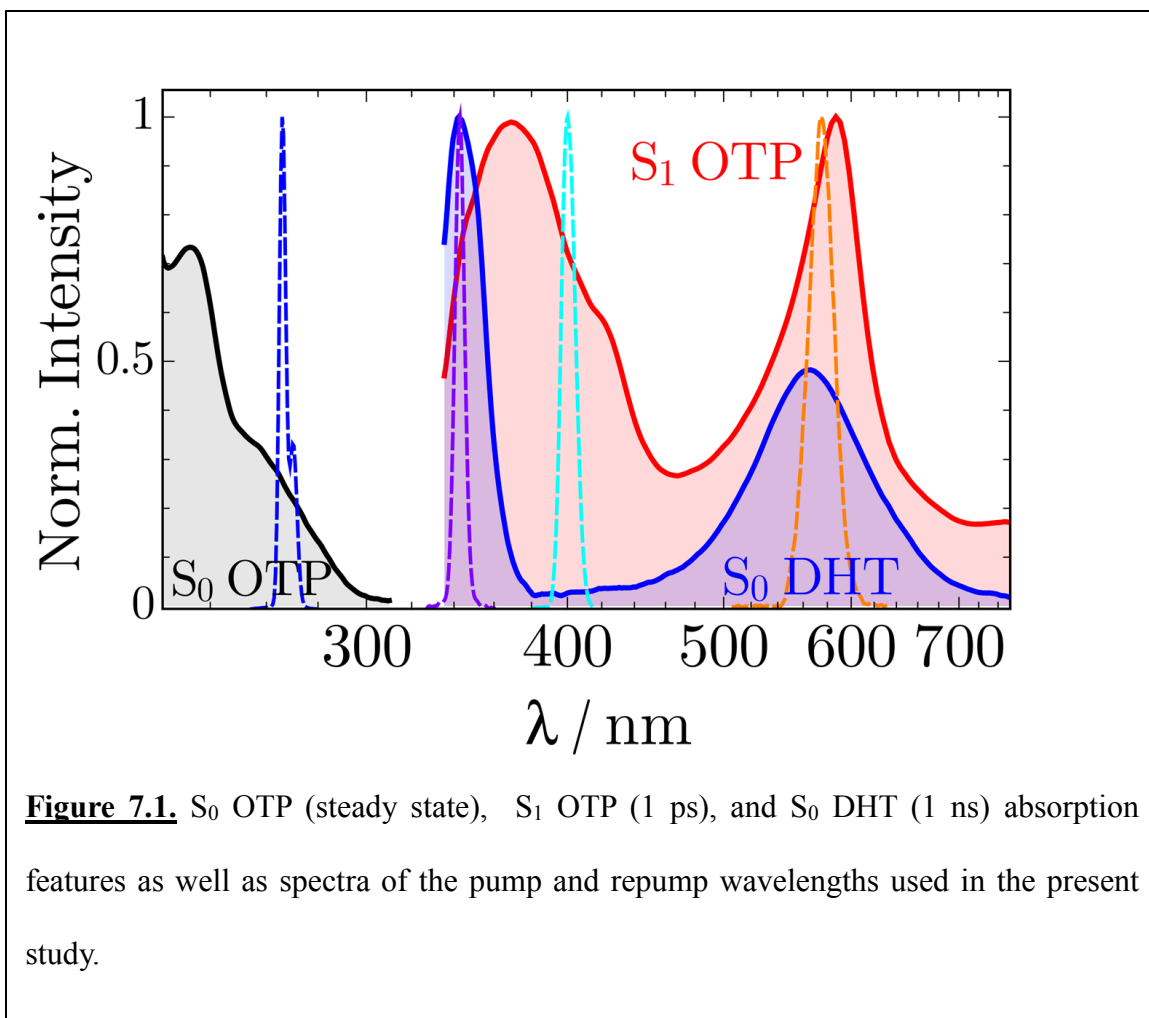 1
S₁ OTP
Norm. Intensity
0.5
S₀ OTP
S₀ DHT
0
300 400 500 600 700
λ / nm
Figure 7.1. S₀ OTP (steady state), S₁ OTP (1 ps), and S₀ DHT (1 ns) absorption
features as well as spectra of the pump and repump wavelengths used in the present
study.